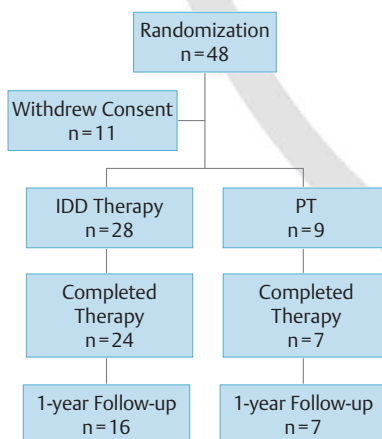 Randomization
n=48
Withdrew Consent
n=11
IDD Therapy
n=28
PT
n=9
Completed
Therapy
n=24
Completed
Therapy
n=7
1-year Follow-up
n=16
1-year Follow-up
n=7